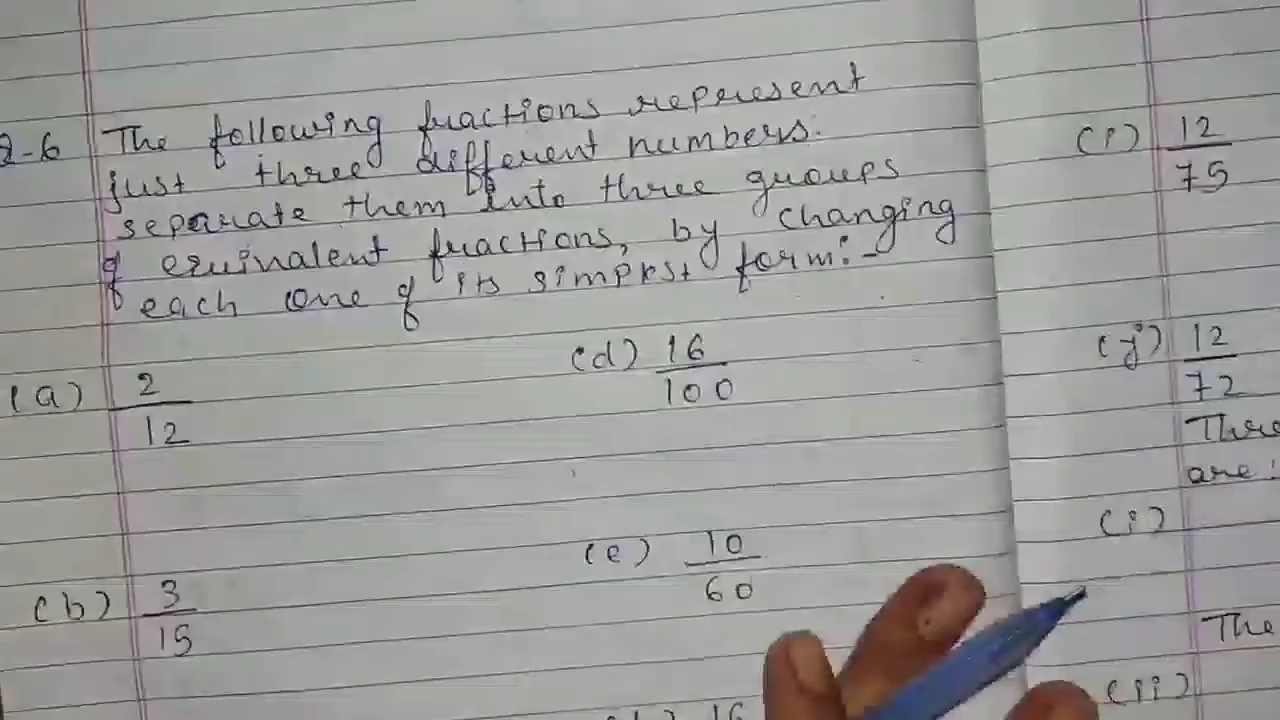 Q-6 The following fractions represent
just three different numbers.
seperate them into three groups
of equivalent fractions, by changing
each one of its simplest form:-
(a) 2
12
(d) 16
100
(b) 3
15
(e) 10
60
16
(i) 12
75
(j) 12
72
are:
(i)
The
(ii)